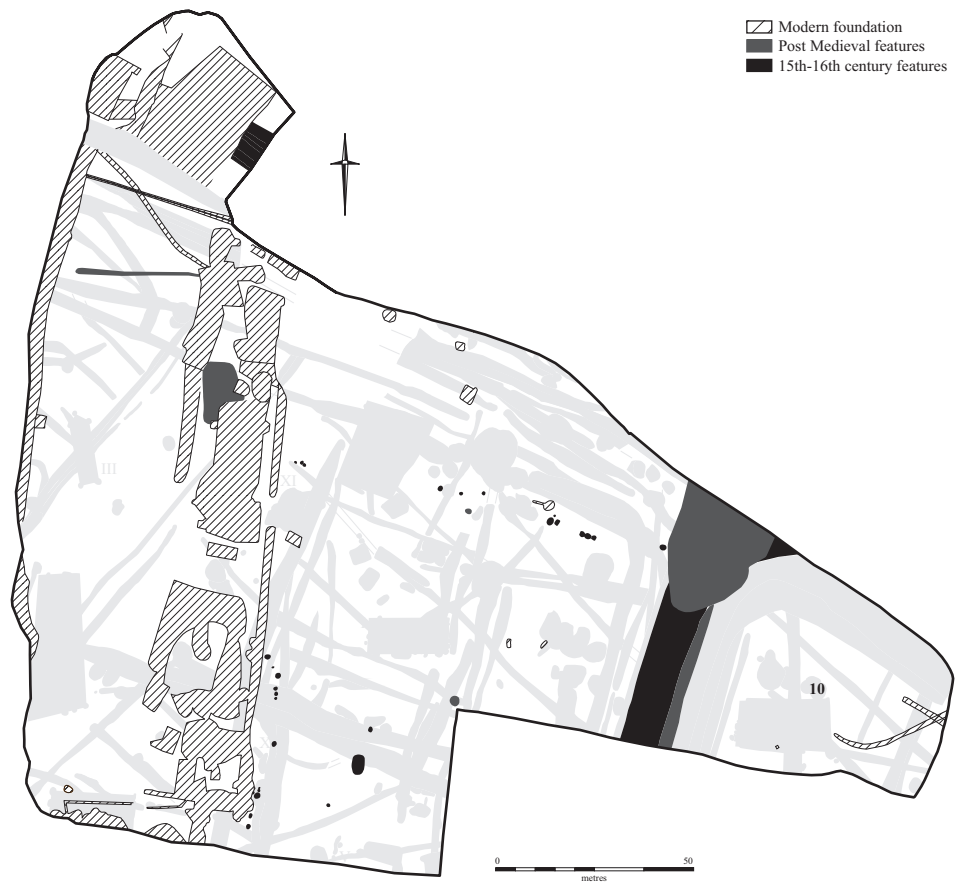 Modern foundation
Post Medieval features
15th-16th century features
III
XI
10
0 50
metres